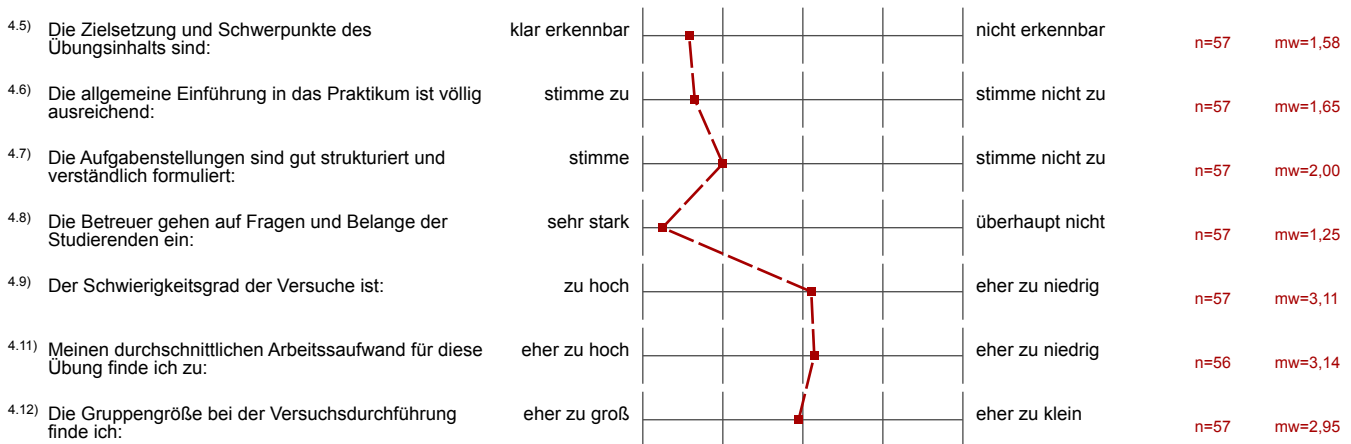 4.5) Die Zielsetzung und Schwerpunkte des Übungsinhalts sind: klar erkennbar nicht erkennbar n=57 mw=1,58
4.6) Die allgemeine Einführung in das Praktikum ist völlig ausreichend: stimme zu stimme nicht zu n=57 mw=1,65
4.7) Die Aufgabenstellungen sind gut strukturiert und verständlich formuliert: stimme stimme nicht zu n=57 mw=2,00
4.8) Die Betreuer gehen auf Fragen und Belange der Studierenden ein: sehr stark überhaupt nicht n=57 mw=1,25
4.9) Der Schwierigkeitsgrad der Versuche ist: zu hoch eher zu niedrig n=57 mw=3,11
4.11) Meinen durchschnittlichen Arbeitssaufwand für diese Übung finde ich zu: eher zu hoch eher zu niedrig n=56 mw=3,14
4.12) Die Gruppengröße bei der Versuchsdurchführung finde ich: eher zu groß eher zu klein n=57 mw=2,95